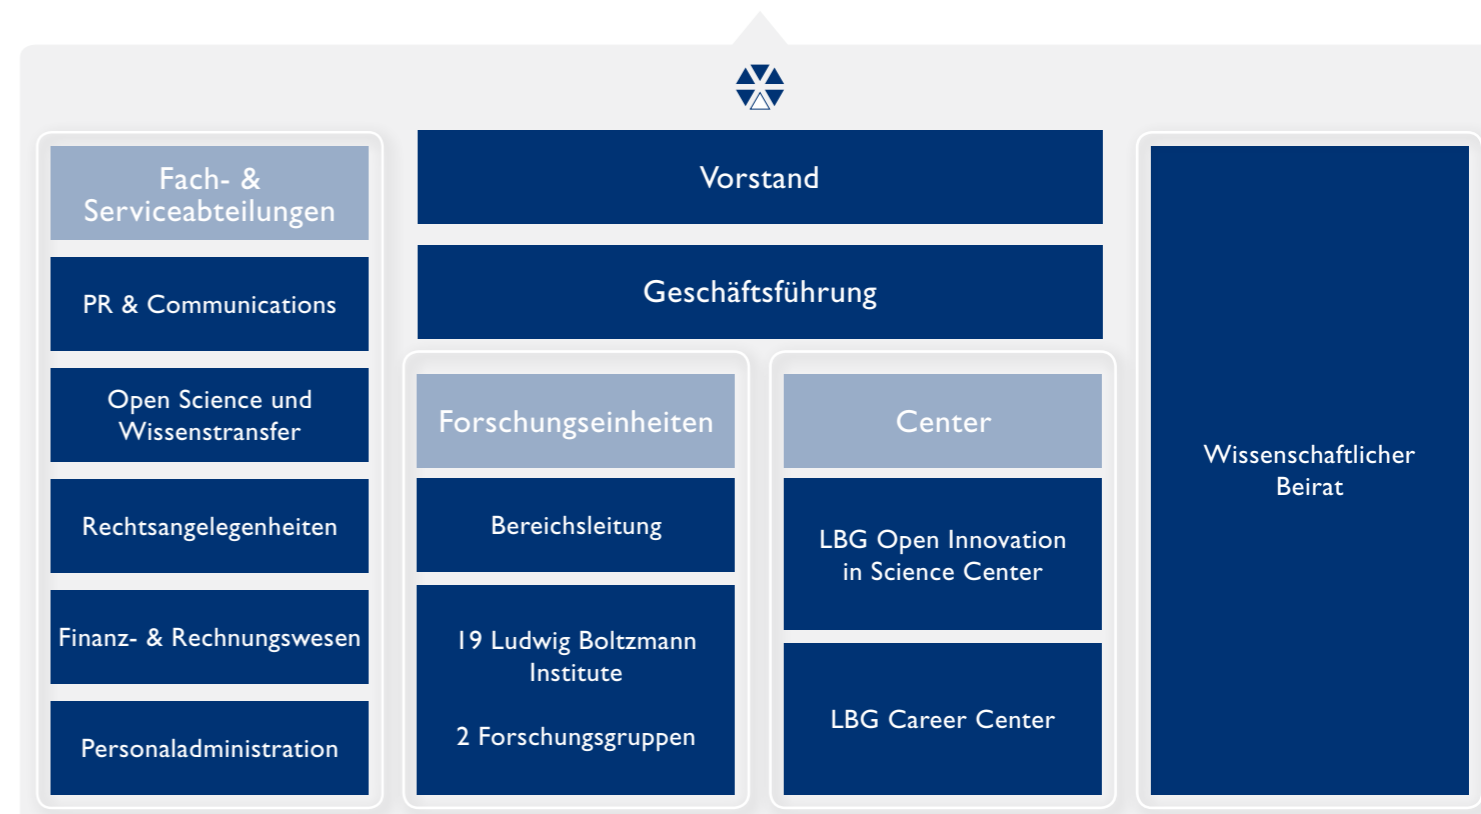 Fach- &
Serviceabteilungen
PR & Communications
Open Science und
Wissenstransfer
Rechtsangelegenheiten
Finanz- & Rechnungswesen
Personaladministration
Vorstand
Geschäftsführung
Forschungseinheiten
Bereichsleitung
19 Ludwig Boltzmann
Institute
2 Forschungsgruppen
Center
LBG Open Innovation
in Science Center
LBG Career Center
Wissenschaftlicher
Beirat